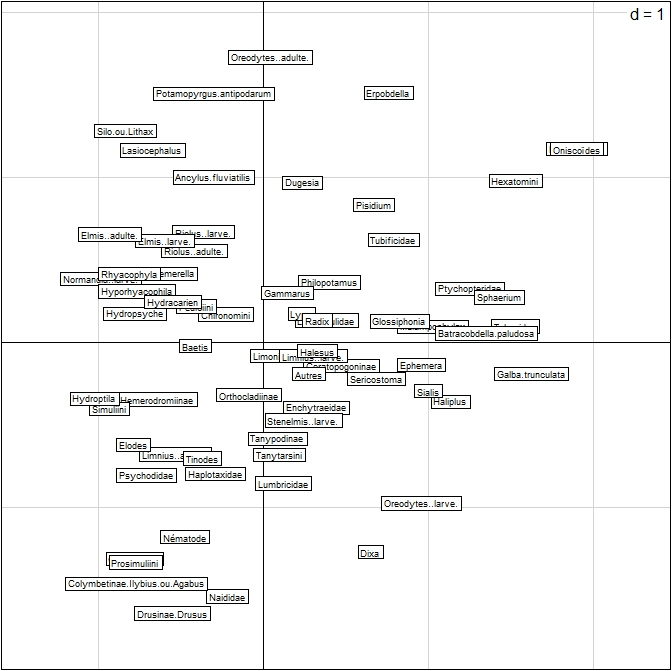 d = 1
Oreodytes..adulte.
Potamopyrgus.antipodarum
Erpobdella
Silo.ou.Lithax
Lasiocephalus
Oniscoïdes
Ancylus.fluviatilis
Dugesia
Hexatomini
Pisidium
Elmis..adulte.
Riolus..larve.
Elmis..larve.
Tubificidae
Riolus..adulte.
Rhyacophyla
Philopotamus
Hyporhyacophila
Gammarus
Ptychopteridae
Sphaerium
Hydracarien
Hydropsyche
Chironomini
Radix
Glossiphonia
Batracobdella.paludosa
Baetis
Halesus
Ceratopogoninae
Ephemera
Autres
Sericostoma
Galba.trunculata
Sialis
Haliplus
Hydroptila
Hemerodromiinae
Simuliini
Orthocladiinae
Enchytraeidae
Stenelmis..larve.
Tanypodinae
Elodes
Tinodes
Tanytarsini
Psychodidae
Haplotaxidae
Lumbricidae
Oreodytes..larve.
Nématode
Dixa
Prosimuliini
Colymbetinae.Ilybius.ou.Agabus
Naididae
Drusinae.Drusus